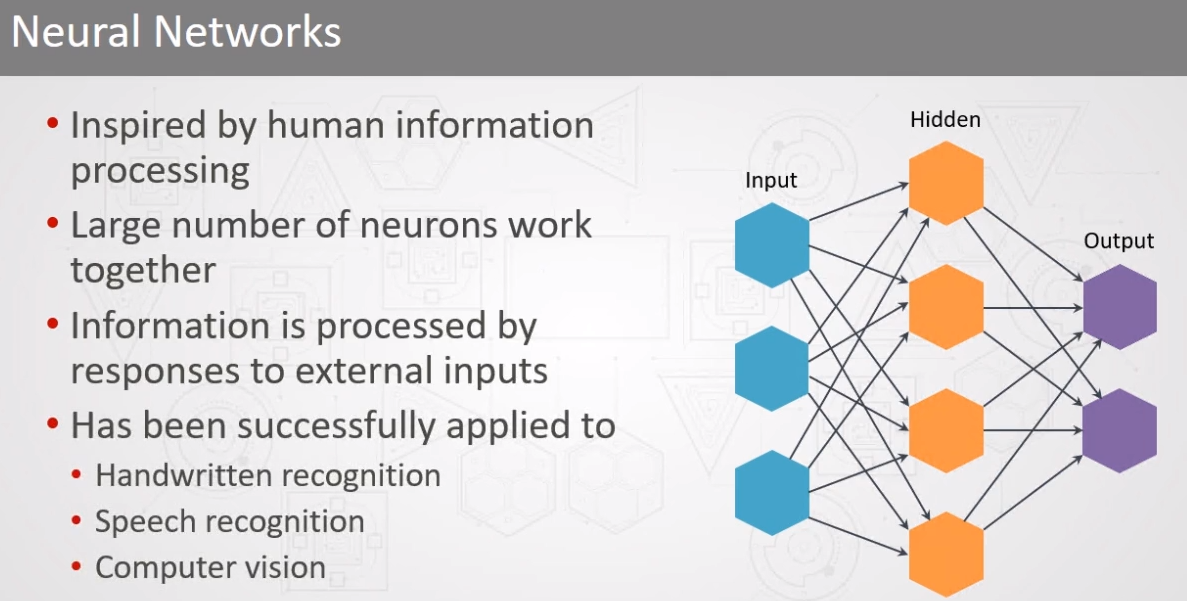 Neural Networks
• Inspired by human information
processing
• Large number of neurons work
together
• Information is processed by
responses to external inputs
• Has been successfully applied to
• Handwritten recognition
• Speech recognition
• Computer vision
Hidden
Input
Output